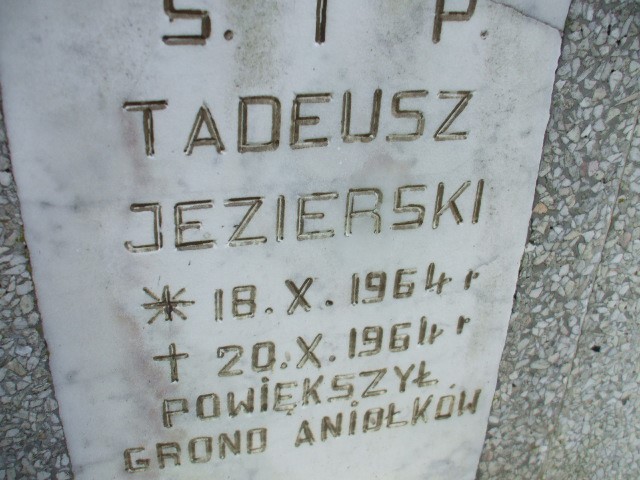 S. T P.
TADEUSZ
JEZIERSKI
* 18. X. 1964 r
† 20. X. 1964 r
POWIĘKSZYŁ
GRONO ANIOŁKÓW